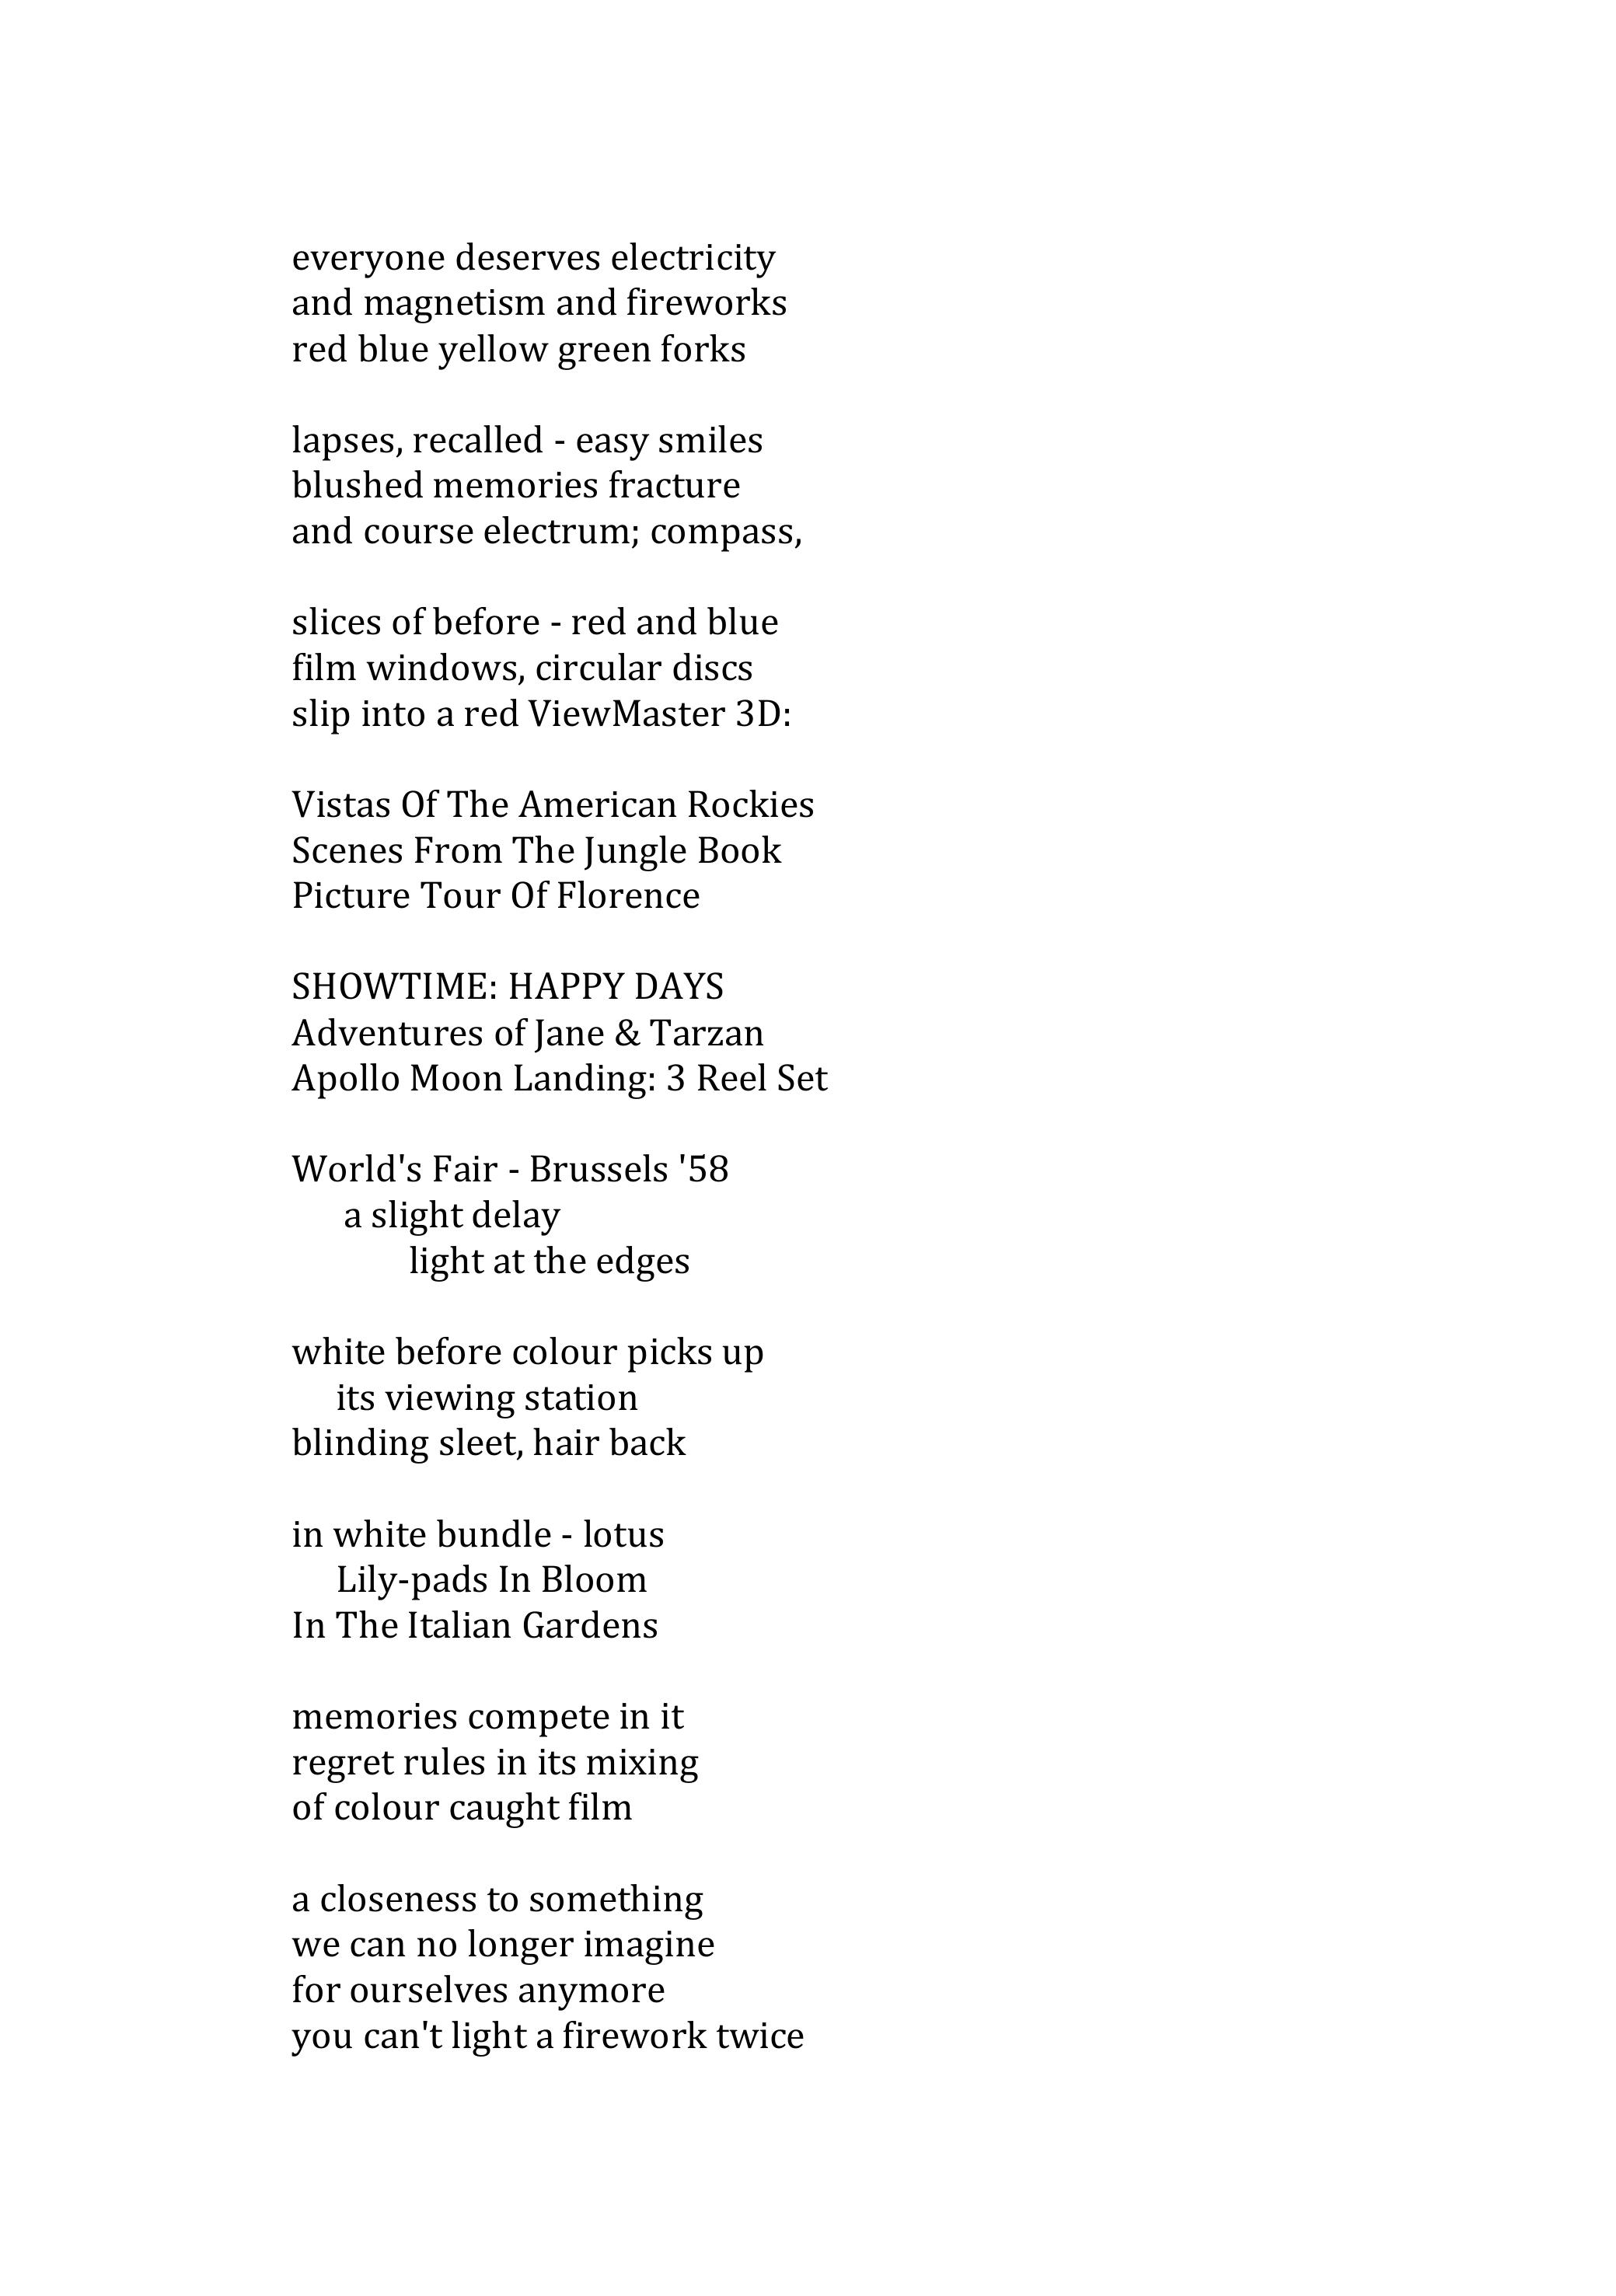 everyone deserves electricity
and magnetism and fireworks
red blue yellow green forks

lapses, recalled - easy smiles
blushed memories fracture
and course electrum; compass,

slices of before - red and blue
film windows, circular discs
slip into a red ViewMaster 3D:

Vistas Of The American Rockies
Scenes From The Jungle Book
Picture Tour Of Florence

SHOWTIME: HAPPY DAYS
Adventures of Jane & Tarzan
Apollo Moon Landing: 3 Reel Set

World's Fair - Brussels '58
a slight delay
light at the edges

white before colour picks up
its viewing station
blinding sleet, hair back

in white bundle - lotus
Lily-pads In Bloom
In The Italian Gardens

memories compete in it
regret rules in its mixing
of colour caught film

a closeness to something
we can no longer imagine
for ourselves anymore
you can't light a firework twice